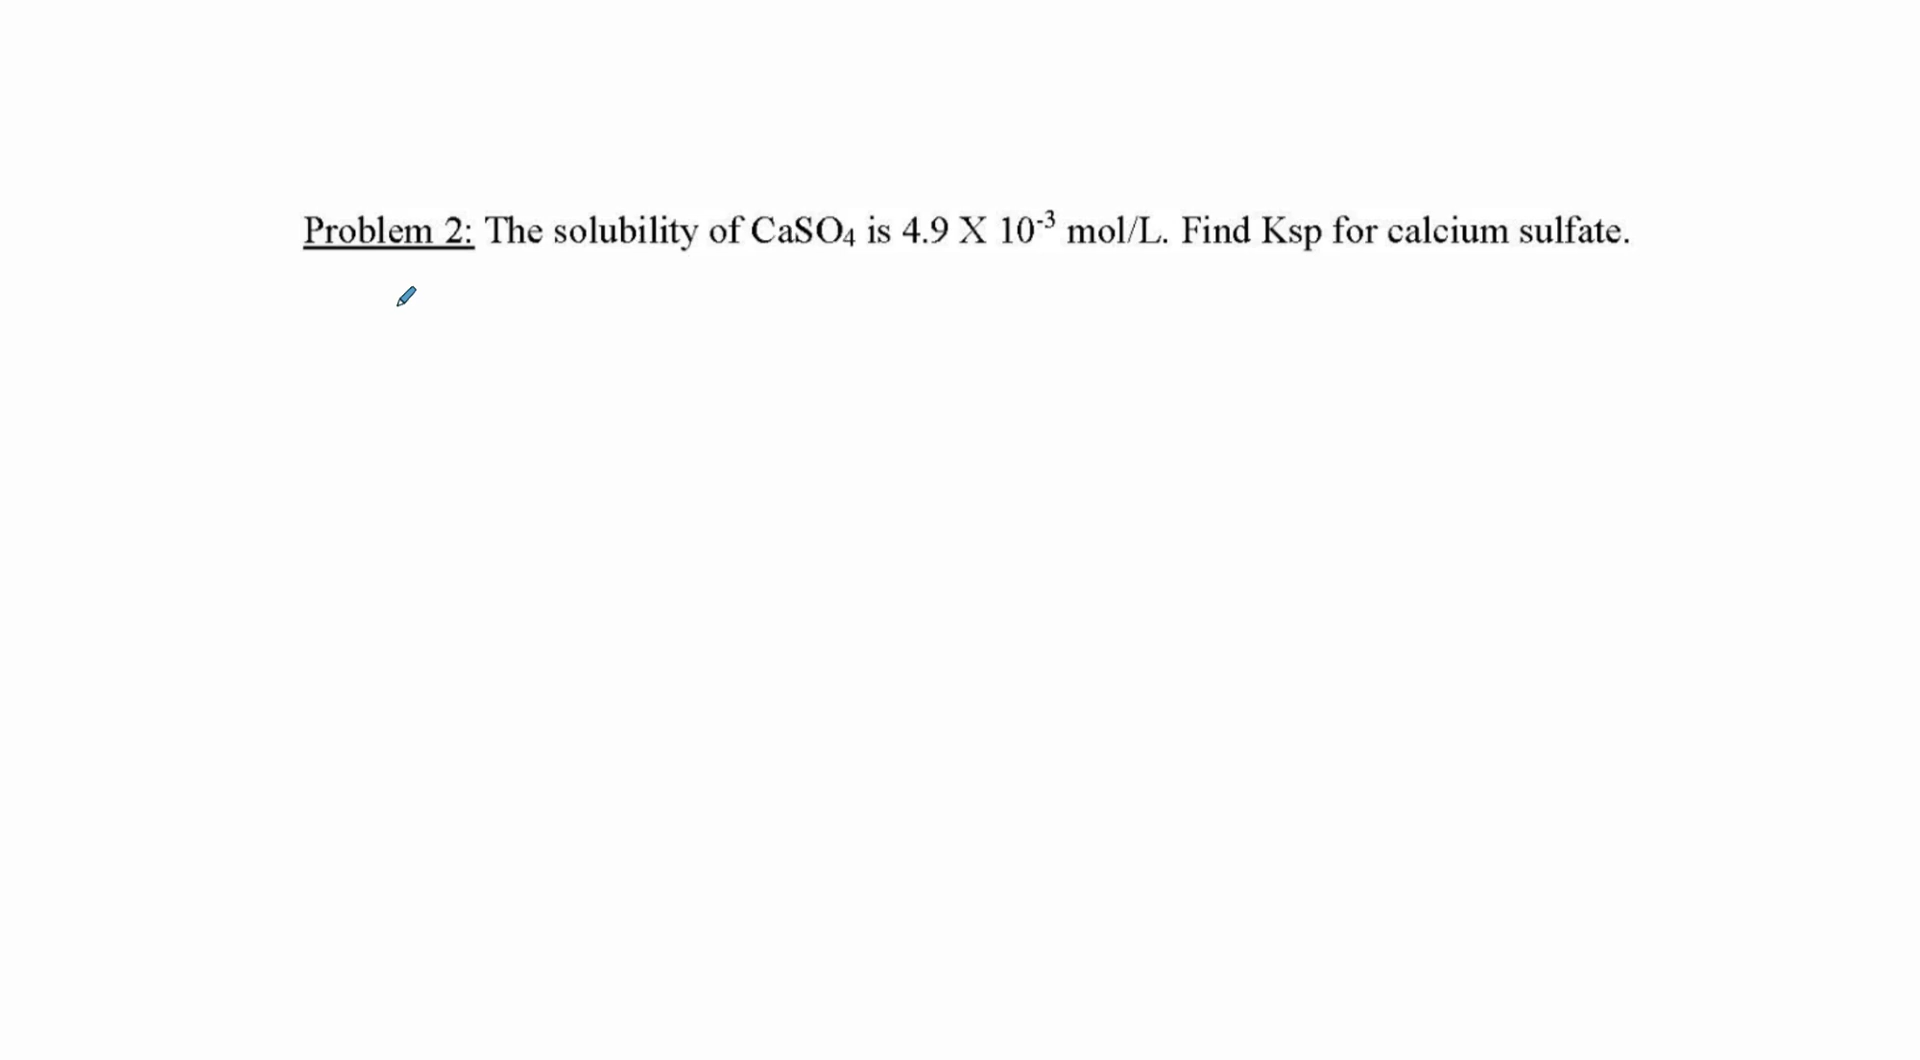 Problem 2: The solubility of CaSO₄ is 4.9 X 10⁻³ mol/L. Find Ksp for calcium sulfate.